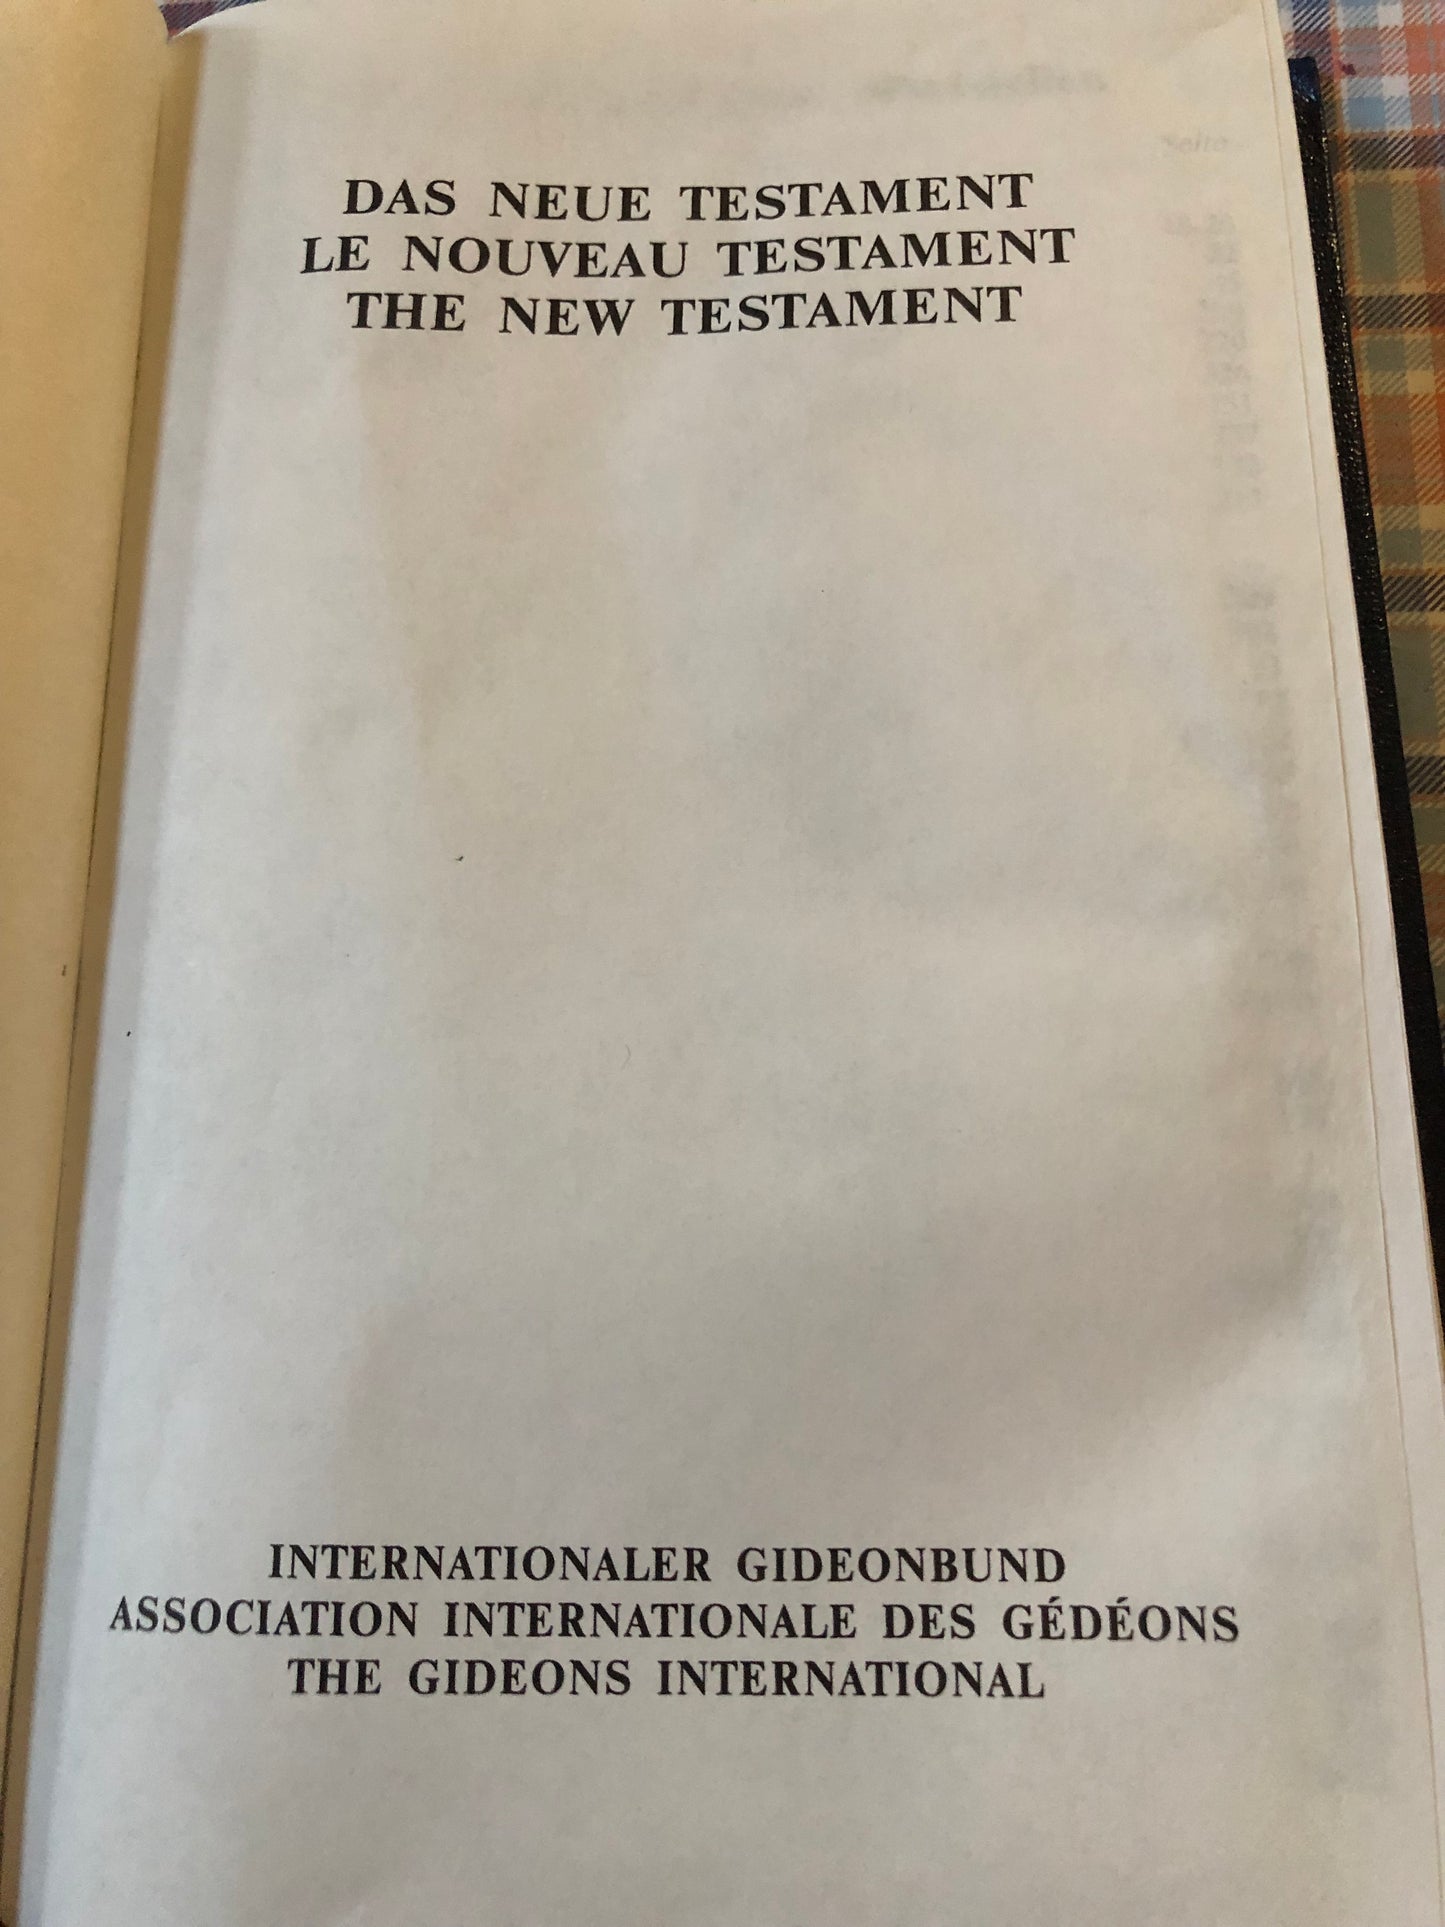 DAS NEUE TESTAMENT
LE NOUVEAU TESTAMENT
THE NEW TESTAMENT
INTERNATIONALER GIDEONBUND
ASSOCIATION INTERNATIONALE DES GÉDÉONS
THE GIDEONS INTERNATIONAL